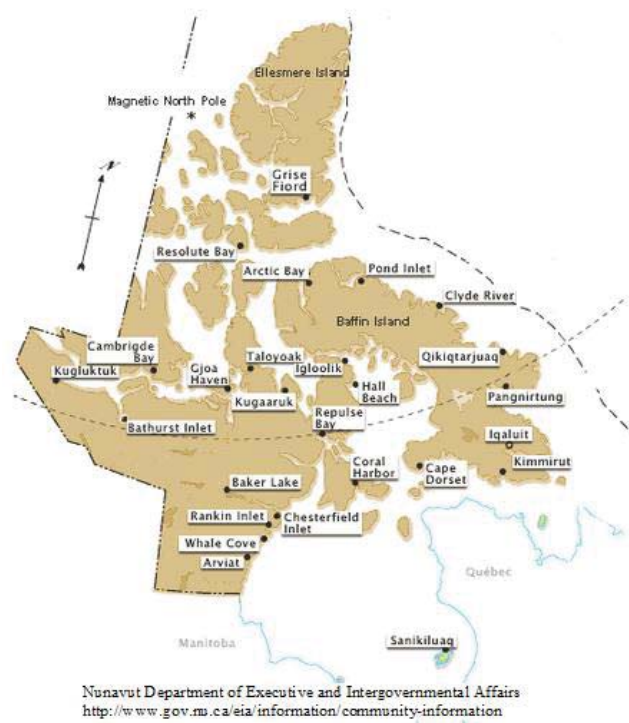 Ellesmere Island
Magnetic North Pole
*
N
Grise
Fiord
Resolute Bay
Arctic Bay
Pond Inlet
Clyde River
Baffin Island
Cambrigde
Bay
Kugluktuk
Gjoa
Haven
Taloyoak
Igloolik
Qikiqtarjuaq
Hall
Beach
Kugaaruk
Pangnirtung
Bathurst Inlet
Repulse
Bay
Iqaluit
Coral
Harbor
Cape
Dorset
Kimmirut
Baker Lake
Rankin Inlet
Chesterfield
Inlet
Whale Cove
Arviat
Québec
Manitoba
Sanikiluaq
Nunavut Department of Executive and Intergovernmental Affairs
http://www.gov.nu.ca/eia/information/community-information